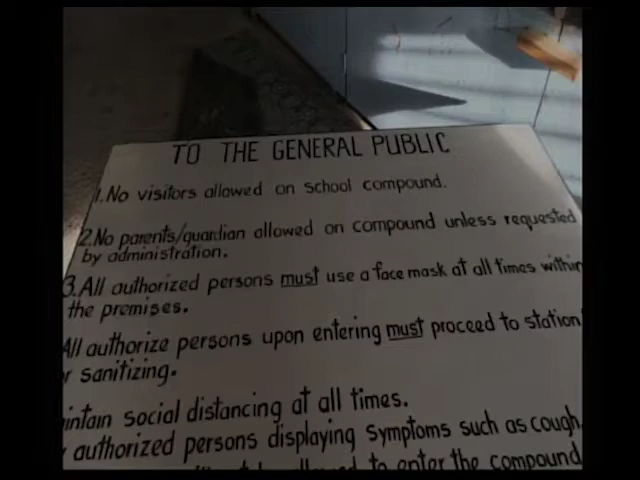 TO THE GENERAL PUBLIC
1. No visitors allowed on school compound.
2. No parents/guardian allowed on compound unless requested
by administration.
3. All authorized persons must use a face mask at all times within
the premises.
All authorize persons upon entering must proceed to station
sanitizing.
social distancing at all times.
authorized persons displaying symptoms such as cough,
to enter the compound